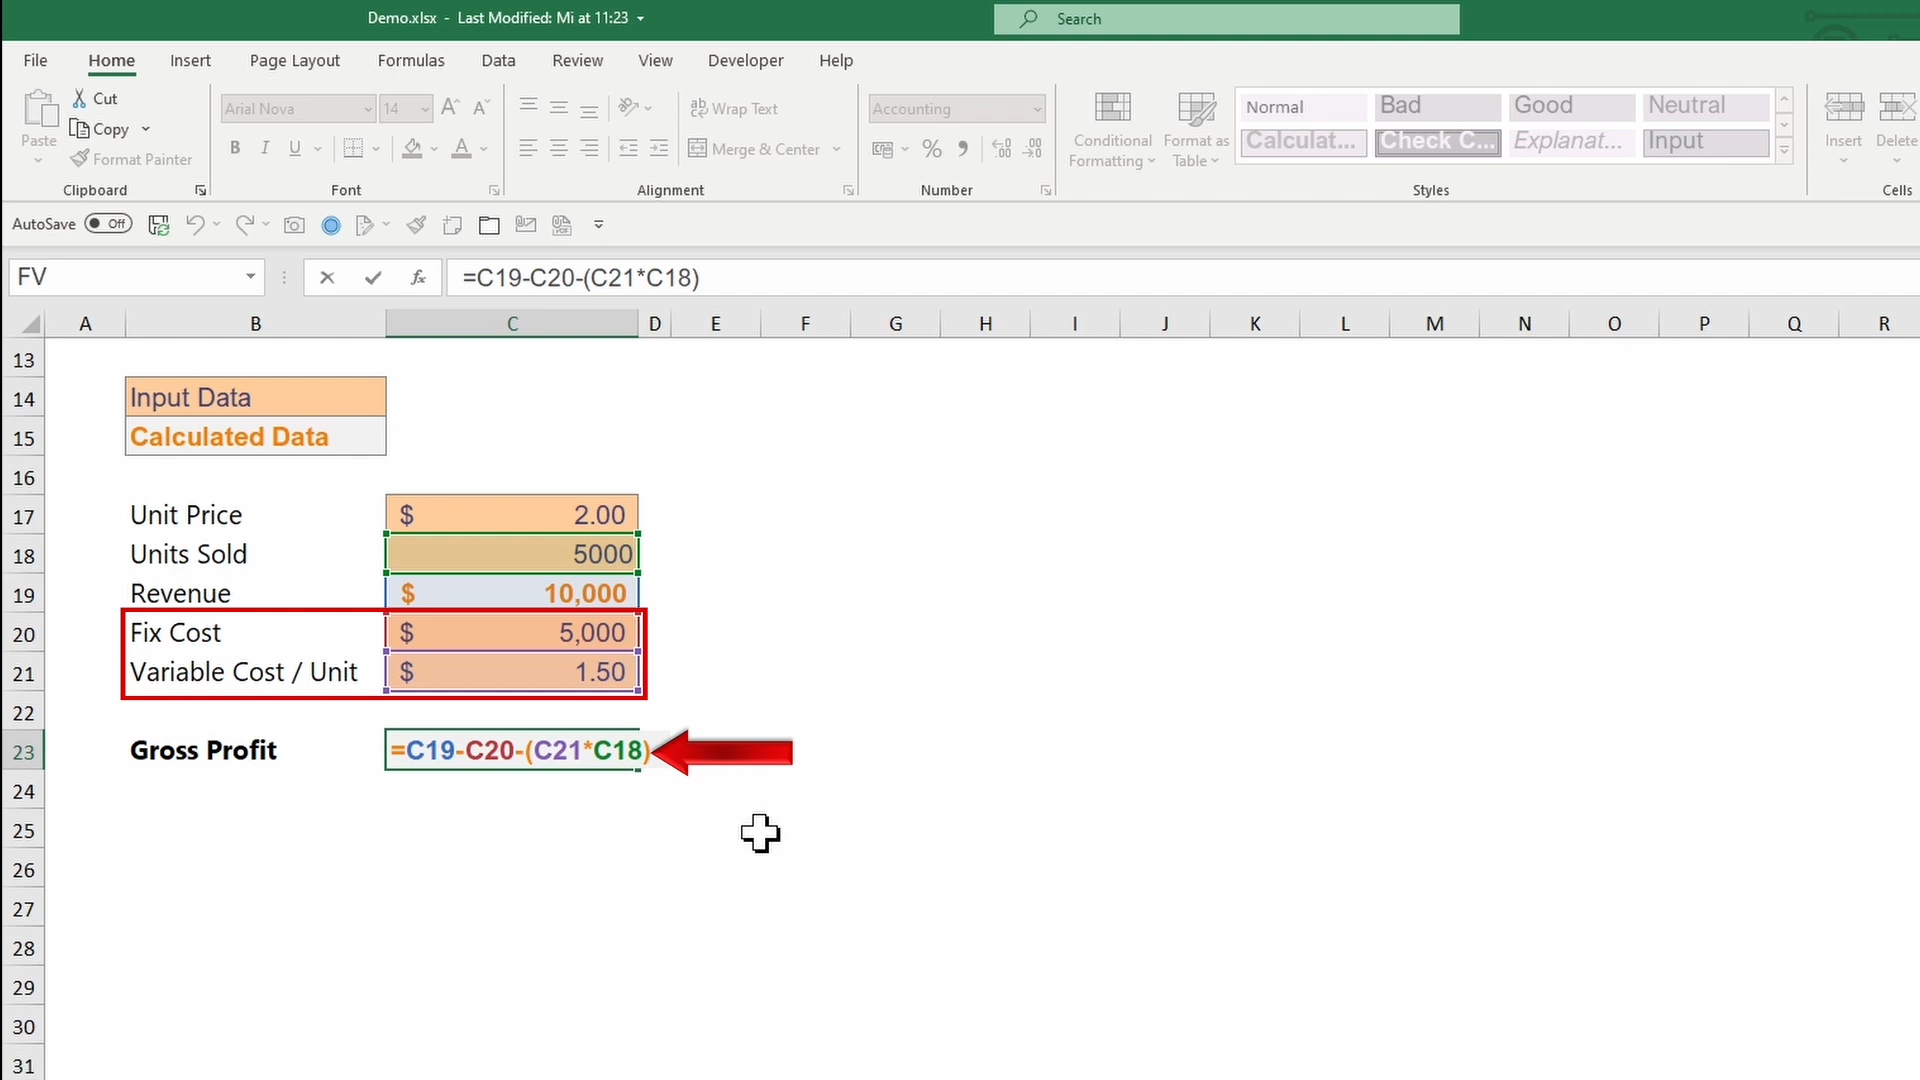 Demo.xlsx - Last Modified: Mi at 11:23
Search
File Home Insert Page Layout Formulas Data Review View Developer Help
Paste
Cut
Copy
Format Painter
Clipboard
Arial Nova 14
B I U
Font
Wrap Text
Merge & Center
Alignment
Accounting
Number
Conditional Formatting
Format as Table
Normal Bad Good Neutral
Calculat... Check C... Explanat... Input
Styles
Insert Delete
Cells
AutoSave Off
FV
fx =C19-C20-(C21*C18)
A B C D E F G H I J K L M N O P Q R
13
14 Input Data
15 Calculated Data
16
17 Unit Price $ 2.00
18 Units Sold 5000
19 Revenue $ 10,000
20 Fix Cost $ 5,000
21 Variable Cost / Unit $ 1.50
22
23 Gross Profit =C19-C20-(C21*C18)
24
25
26
27
28
29
30
31